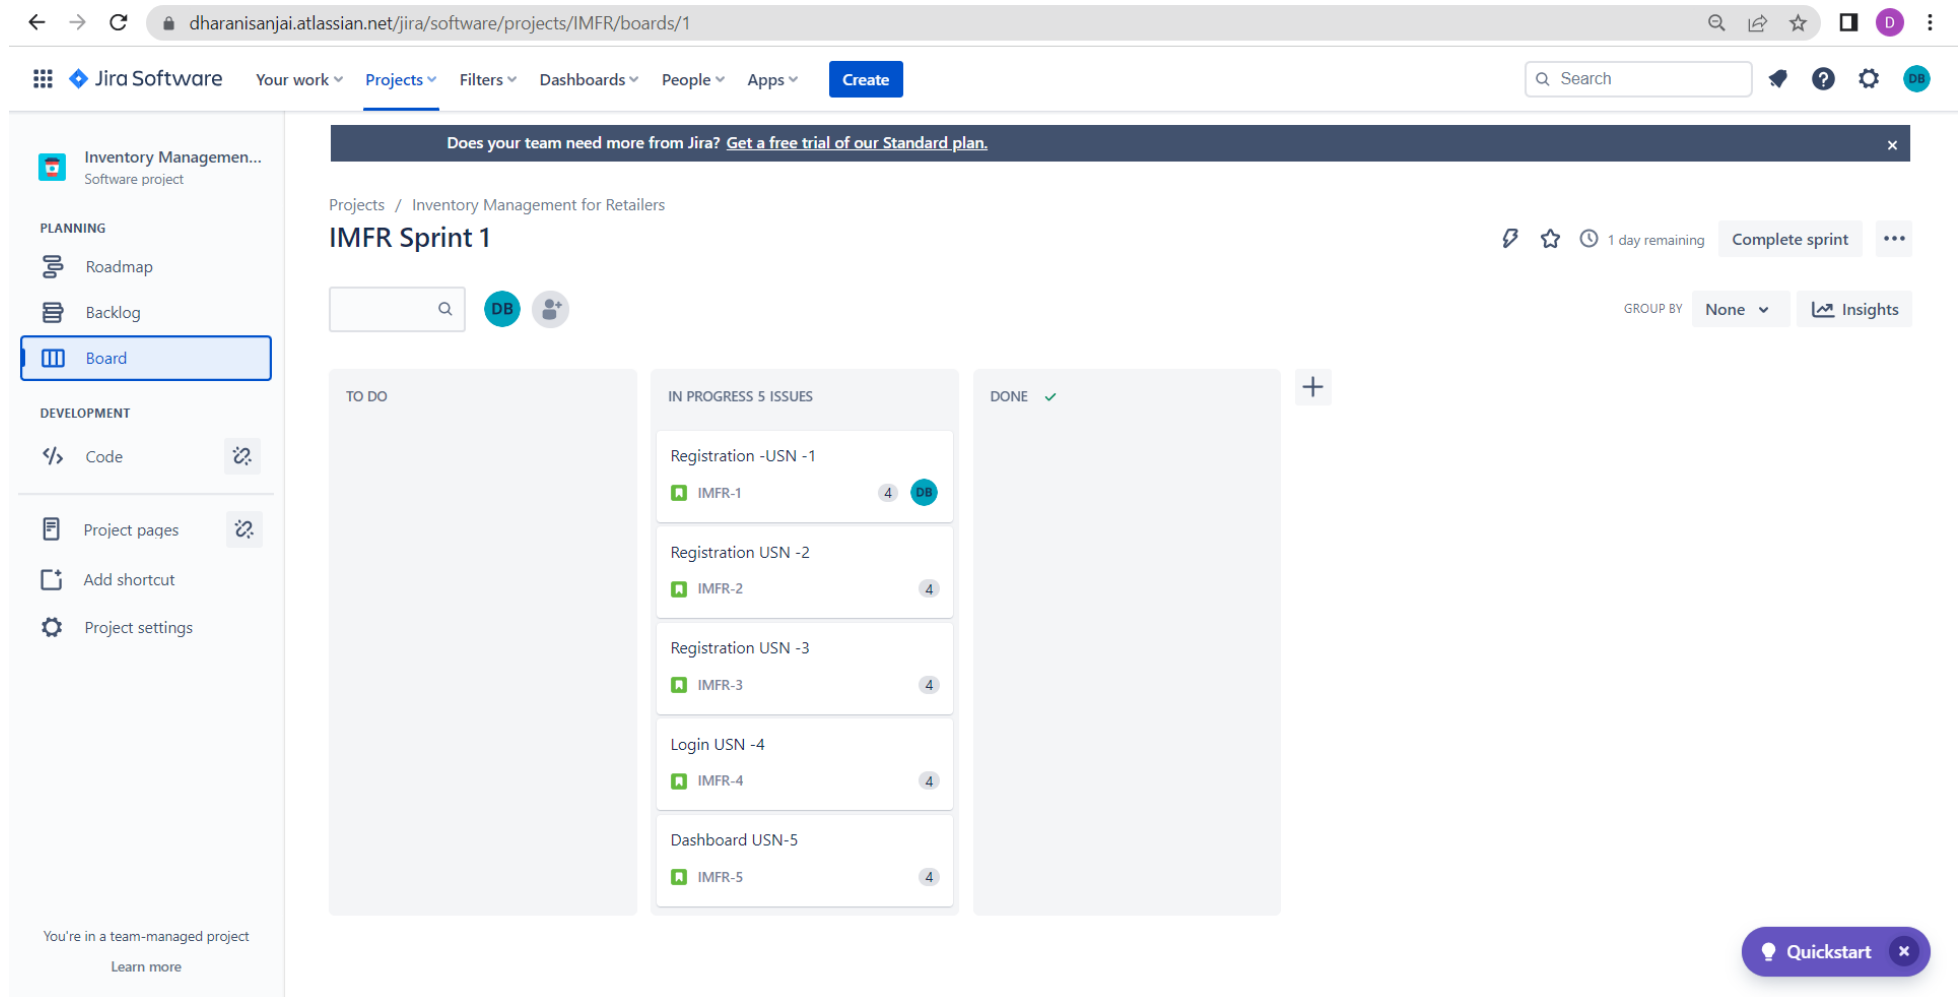 dharanisanjai.atlassian.net/jira/software/projects/IMFR/boards/1
D
Jira Software
Your work
Projects
Filters
Dashboards
People
Apps
Create
Search
DB
Does your team need more from Jira? Get a free trial of our Standard plan.
Inventory Managemen...
Software project
PLANNING
Roadmap
Backlog
Board
DEVELOPMENT
Code
Project pages
Add shortcut
Project settings
You're in a team-managed project
Learn more
Projects / Inventory Management for Retailers
IMFR Sprint 1
1 day remaining
Complete sprint
DB
GROUP BY
None
Insights
TO DO
IN PROGRESS 5 ISSUES
Registration -USN -1
IMFR-1
4
DB
Registration USN -2
IMFR-2
4
Registration USN -3
IMFR-3
4
Login USN -4
IMFR-4
4
Dashboard USN-5
IMFR-5
4
DONE
Quickstart